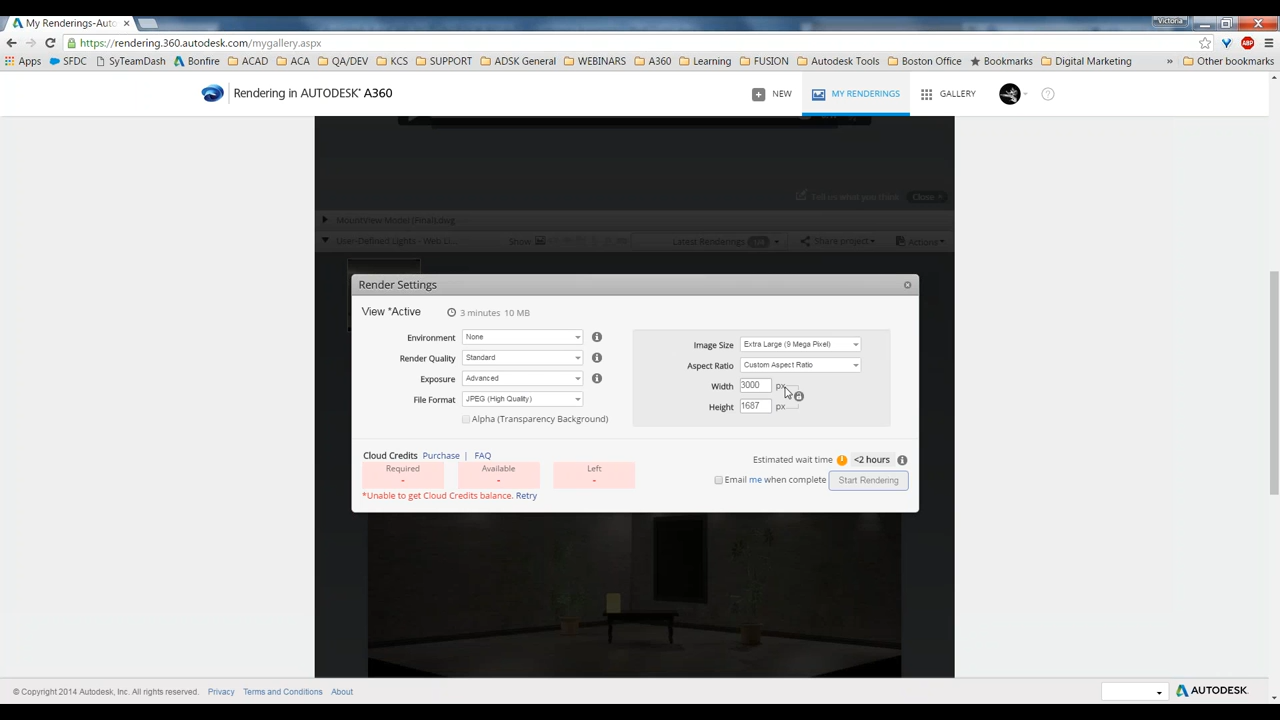 My Renderings-Auto
Victoria
https://rendering.360.autodesk.com/mygallery.aspx
ABP
Apps SFDC SyTeamDash Bonfire ACAD ACA QA/DEV KCS SUPPORT ADSK General WEBINARS A360 Learning FUSION Autodesk Tools Boston Office Bookmarks Digital Marketing » Other bookmarks
Rendering in AUTODESK® A360
NEW MY RENDERINGS GALLERY
Tell us what you think Close
MountView Model (Final).dwg
User-Defined Lights - Web Li... Show: Latest Renderings Share project Actions
Render Settings
View *Active 3 minutes 10 MB
Environment None Image Size Extra Large (9 Mega Pixel)
Render Quality Standard Aspect Ratio Custom Aspect Ratio
Exposure Advanced Width 3000 px
File Format JPEG (High Quality) Height 1687 px
Alpha (Transparency Background)
Cloud Credits Purchase | FAQ
Estimated wait time <2 hours
Required Available Left
- - -
Email me when complete Start Rendering
*Unable to get Cloud Credits balance. Retry
© Copyright 2014 Autodesk, Inc. All rights reserved. Privacy Terms and Conditions About AUTODESK.